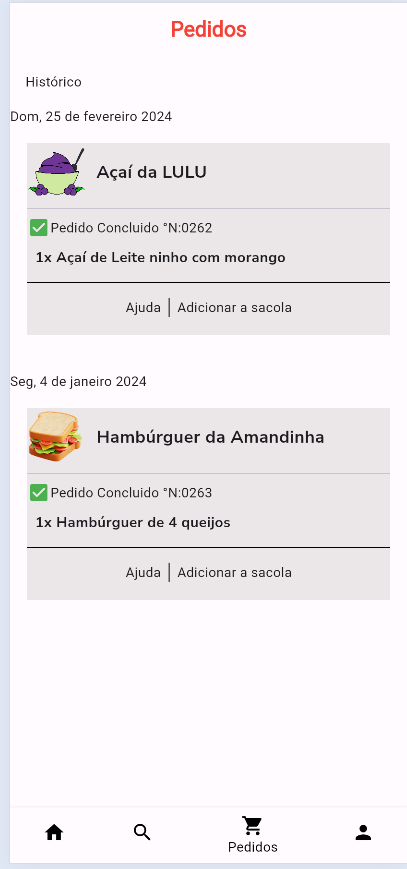 Pedidos
Histórico
Dom, 25 de fevereiro 2024
Açaí da LULU
Pedido Concluido °N:0262
1x Açaí de Leite ninho com morango
Ajuda | Adicionar a sacola
Seg, 4 de janeiro 2024
Hambúrguer da Amandinha
Pedido Concluido °N:0263
1x Hambúrguer de 4 queijos
Ajuda | Adicionar a sacola
Pedidos